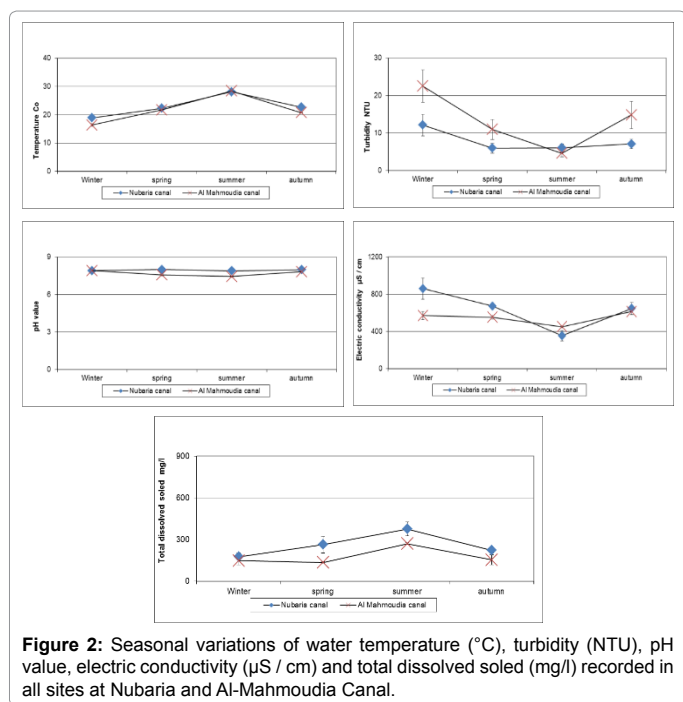 40
30
20
10
0
Temperature Co
Winter spring summer autumn
Nubaria canal Al Mahmoudia canal
30
20
10
0
Turbidity NTU
Winter spring summer autumn
Nubaria canal Al Mahmoudia canal
9
6
3
0
pH value
Winter spring summer autumn
Nubaria canal Al Mahmoudia canal
1200
800
400
0
Electric conductivity µS / cm
Winter spring summer autumn
Nubaria canal Al Mahmoudia canal
900
600
300
0
Total dissolved soled mg/l
Winter spring summer autumn
Nubaria canal Al Mahmoudia canal
Figure 2: Seasonal variations of water temperature (°C), turbidity (NTU), pH
value, electric conductivity (µS / cm) and total dissolved soled (mg/l) recorded in
all sites at Nubaria and Al-Mahmoudia Canal.